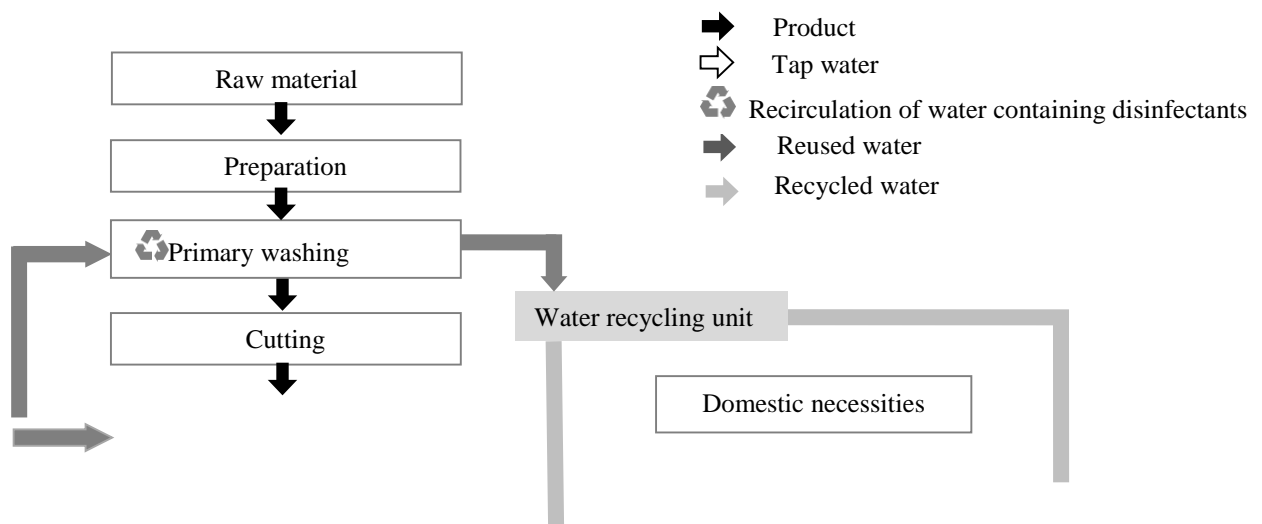 Product
Tap water
Recirculation of water containing disinfectants
Reused water
Recycled water
Raw material
Preparation
Primary washing
Cutting
Water recycling unit
Domestic necessities